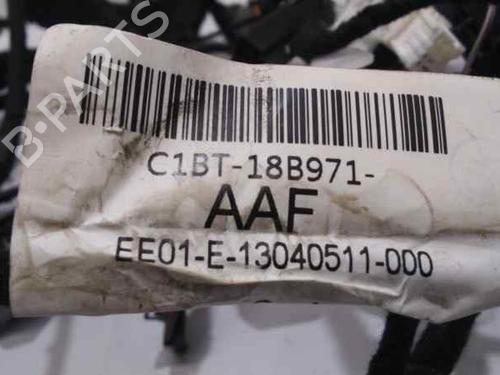 B-PARTS
C1BT-18B971-
AAF
EE01-E-13040511-000